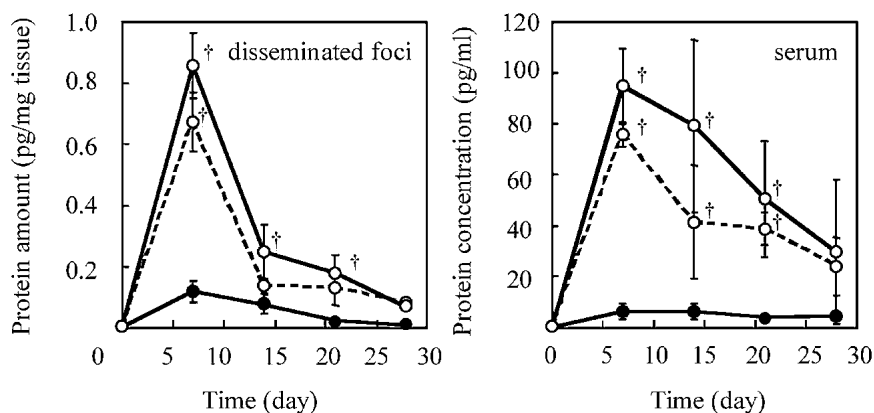 Protein amount (pg/mg tissue)
1.0
0.8
0.6
0.4
0.2
0 5 10 15 20 25 30
Time (day)
disseminated foci
†
†
†
†
Protein concentration (pg/ml)
120
100
80
60
40
20
0 5 10 15 20 25 30
Time (day)
serum
†
†
†
†
†
†